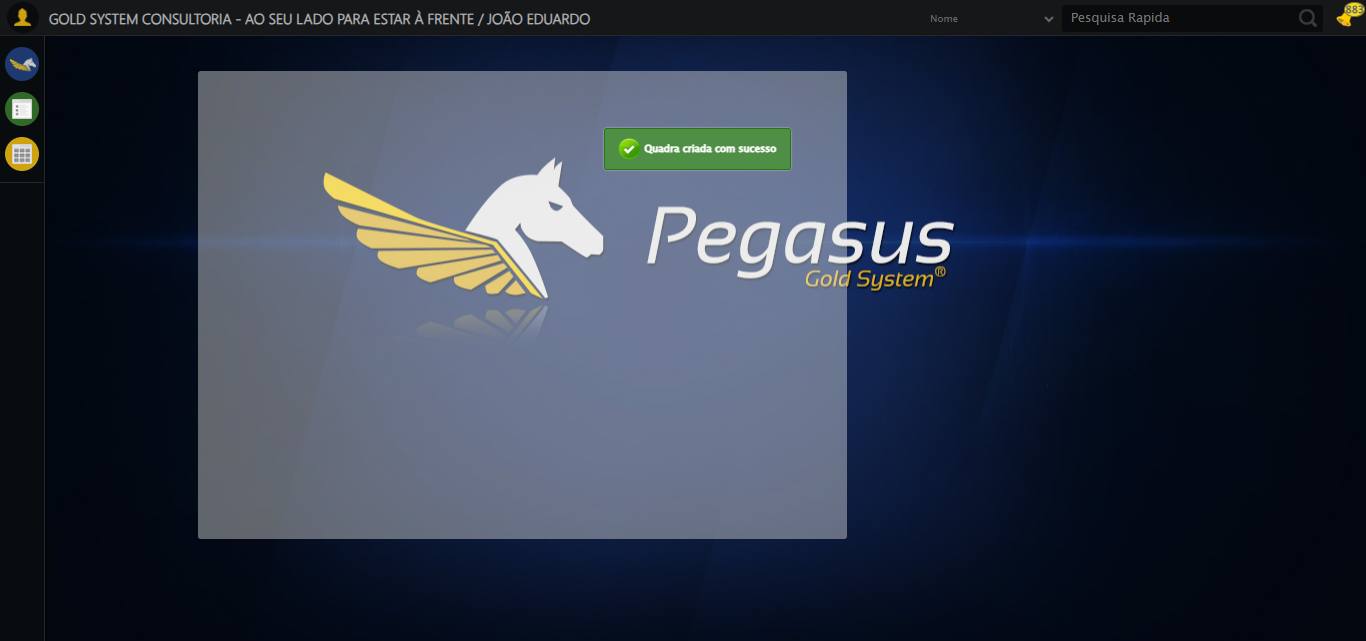 GOLD SYSTEM CONSULTORIA - AO SEU LADO PARA ESTAR À FRENTE / JOÃO EDUARDO
Nome
Pesquisa Rapida
883
Quadra criada com sucesso
Pegasus
Gold System®